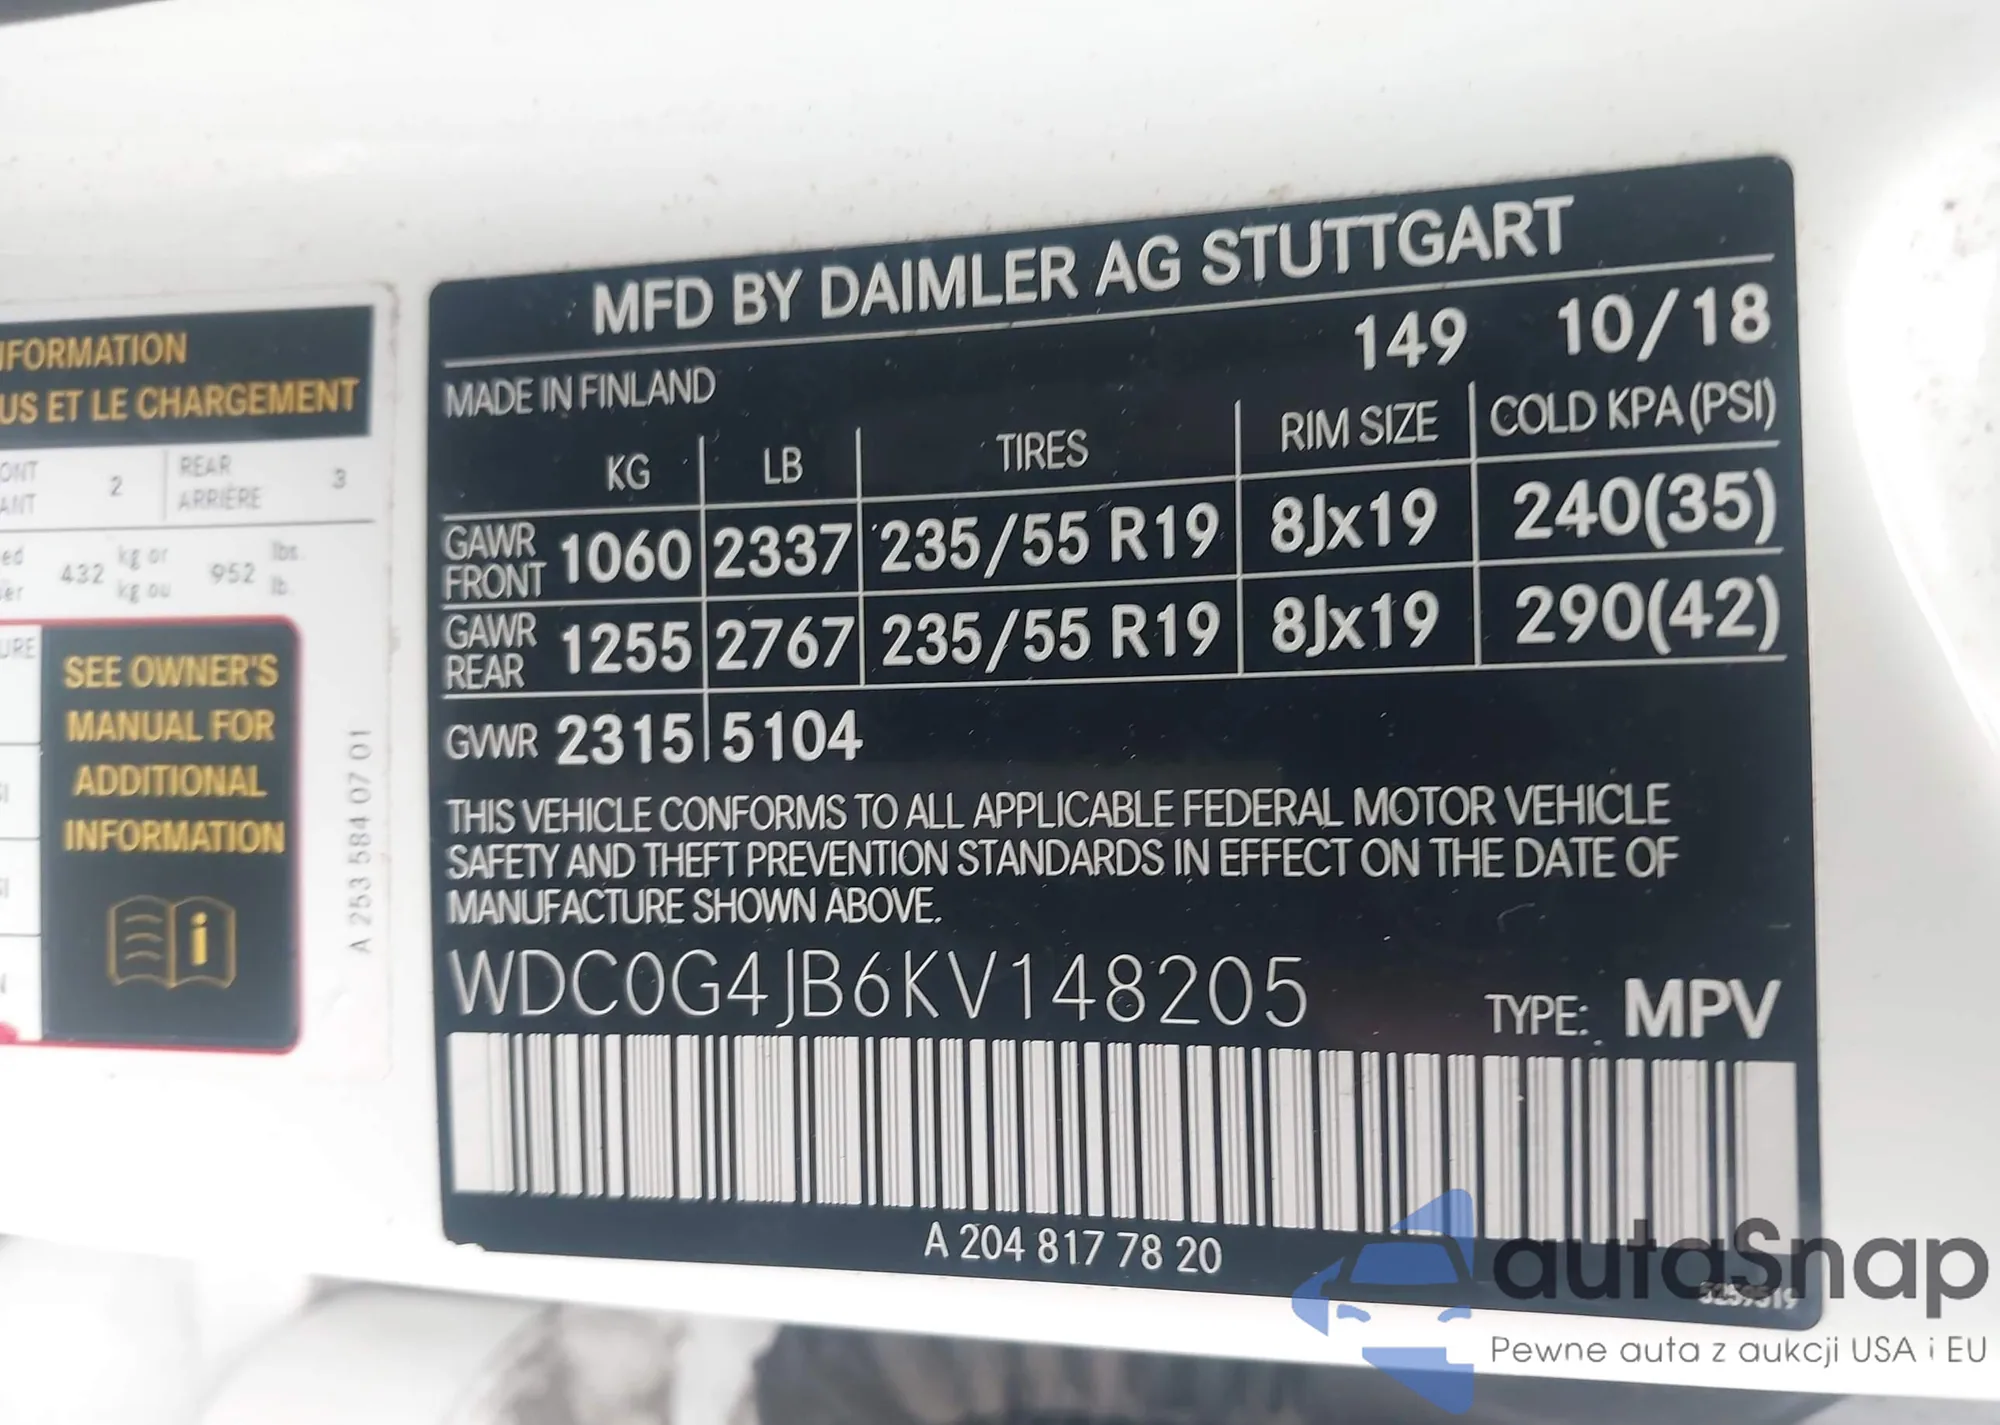 NFORMATION
US ET LE CHARGEMENT
ONT
ANT
2
REAR
ARRIÈRE
3
432
kg or
kg ou
952
lbs.
lb.
URE
SEE OWNER'S
MANUAL FOR
ADDITIONAL
INFORMATION
i
A 253 584 07 01
MFD BY DAIMLER AG STUTTGART
149 10/18
MADE IN FINLAND
KG LB TIRES RIM SIZE COLD KPA (PSI)
GAWR FRONT 1060 2337 235/55 R19 8Jx19 240(35)
GAWR REAR 1255 2767 235/55 R19 8Jx19 290(42)
GVWR 2315 5104
THIS VEHICLE CONFORMS TO ALL APPLICABLE FEDERAL MOTOR VEHICLE
SAFETY AND THEFT PREVENTION STANDARDS IN EFFECT ON THE DATE OF
MANUFACTURE SHOWN ABOVE.
WDC0G4JB6KV148205
TYPE: MPV
A 204 817 78 20
autaSnap
Pewne auta z aukcji USA i EU